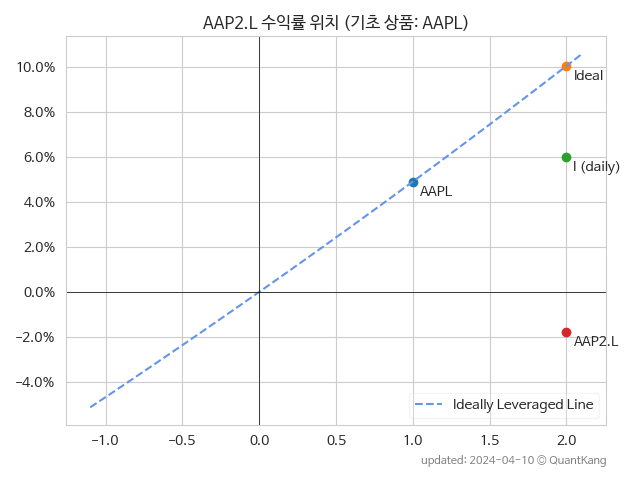 AAP2.L 수익률 위치 (기초 상품: AAPL)
10.0%
8.0%
6.0%
4.0%
2.0%
0.0%
−2.0%
−4.0%
Ideal
I (daily)
AAPL
AAP2.L
Ideally Leveraged Line
−1.0 −0.5 0.0 0.5 1.0 1.5 2.0
updated: 2024-04-10 © QuantKang